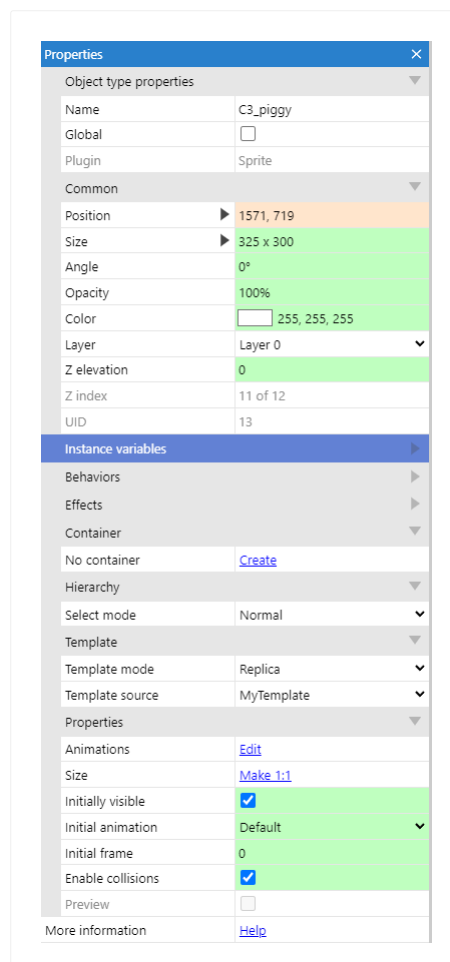 Properties
Object type properties
Name C3_piggy
Global
Plugin Sprite
Common
Position 1571, 719
Size 325 x 300
Angle 0°
Opacity 100%
Color 255, 255, 255
Layer Layer 0
Z elevation 0
Z index 11 of 12
UID 13
Instance variables
Behaviors
Effects
Container
No container Create
Hierarchy
Select mode Normal
Template
Template mode Replica
Template source MyTemplate
Properties
Animations Edit
Size Make 1:1
Initially visible
Initial animation Default
Initial frame 0
Enable collisions
Preview
More information Help